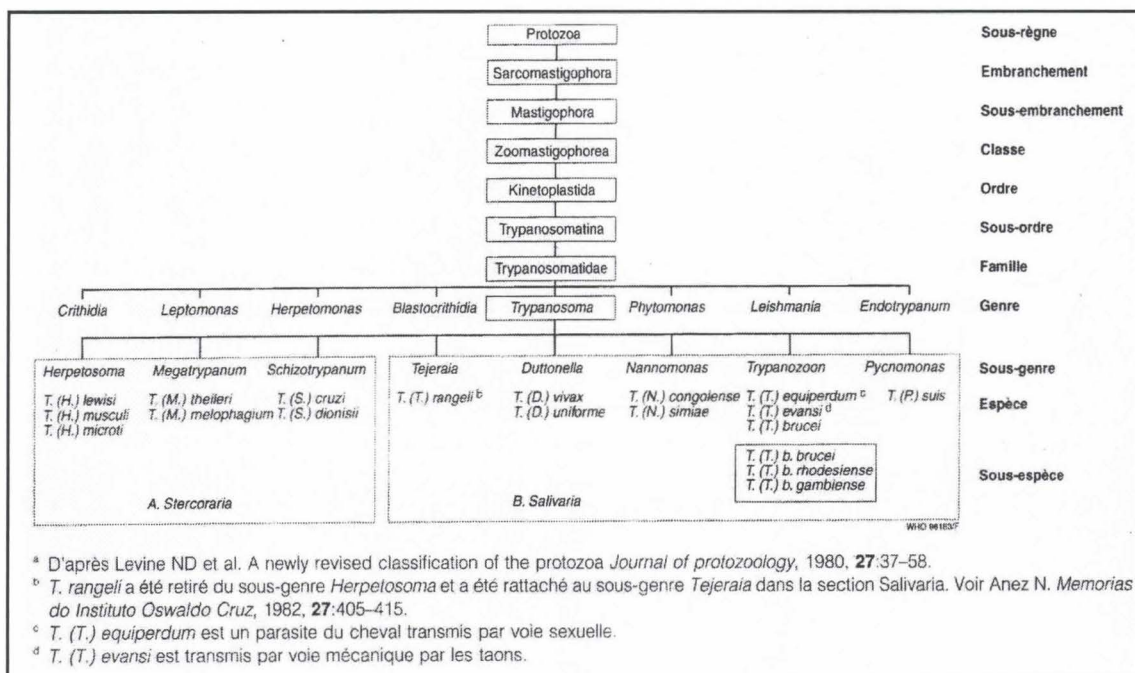 Protozoa Sous-règne
Sarcomastigophora Embranchement
Mastigophora Sous-embranchement
Zoomastigophorea Classe
Kinetoplastida Ordre
Trypanosomatina Sous-ordre
Trypanosomatidae Famille
Crithidia Leptomonas Herpetomonas Blastocrithidia Trypanosoma Phytomonas Leishmania Endotrypanum Genre
Herpetosoma Megatrypanum Schizotrypanum Tejeraia Duttonella Nannomonas Trypanozoon Pycnomonas Sous-genre
T. (H.) lewisi T. (M.) theileri T. (S.) cruzi T. (T.) rangeli b T. (D.) vivax T. (N.) congolense T. (T.) equiperdum c T. (P.) suis Espèce
T. (H.) musculi T. (M.) melophagium T. (S.) dionisii T. (D.) uniforme T. (N.) simiae T. (T.) evansi d
T. (H.) microti T. (T.) brucei
T. (T.) b. brucei
T. (T.) b. rhodesiense Sous-espèce
T. (T.) b. gambiense
A. Stercoraria B. Salivaria
WHO 96183/F
a D'après Levine ND et al. A newly revised classification of the protozoa Journal of protozoology, 1980, 27:37–58.
b T. rangeli a été retiré du sous-genre Herpetosoma et a été rattaché au sous-genre Tejeraia dans la section Salivaria. Voir Anez N. Memorias
do Instituto Oswaldo Cruz, 1982, 27:405–415.
c T. (T.) equiperdum est un parasite du cheval transmis par voie sexuelle.
d T. (T.) evansi est transmis par voie mécanique par les taons.